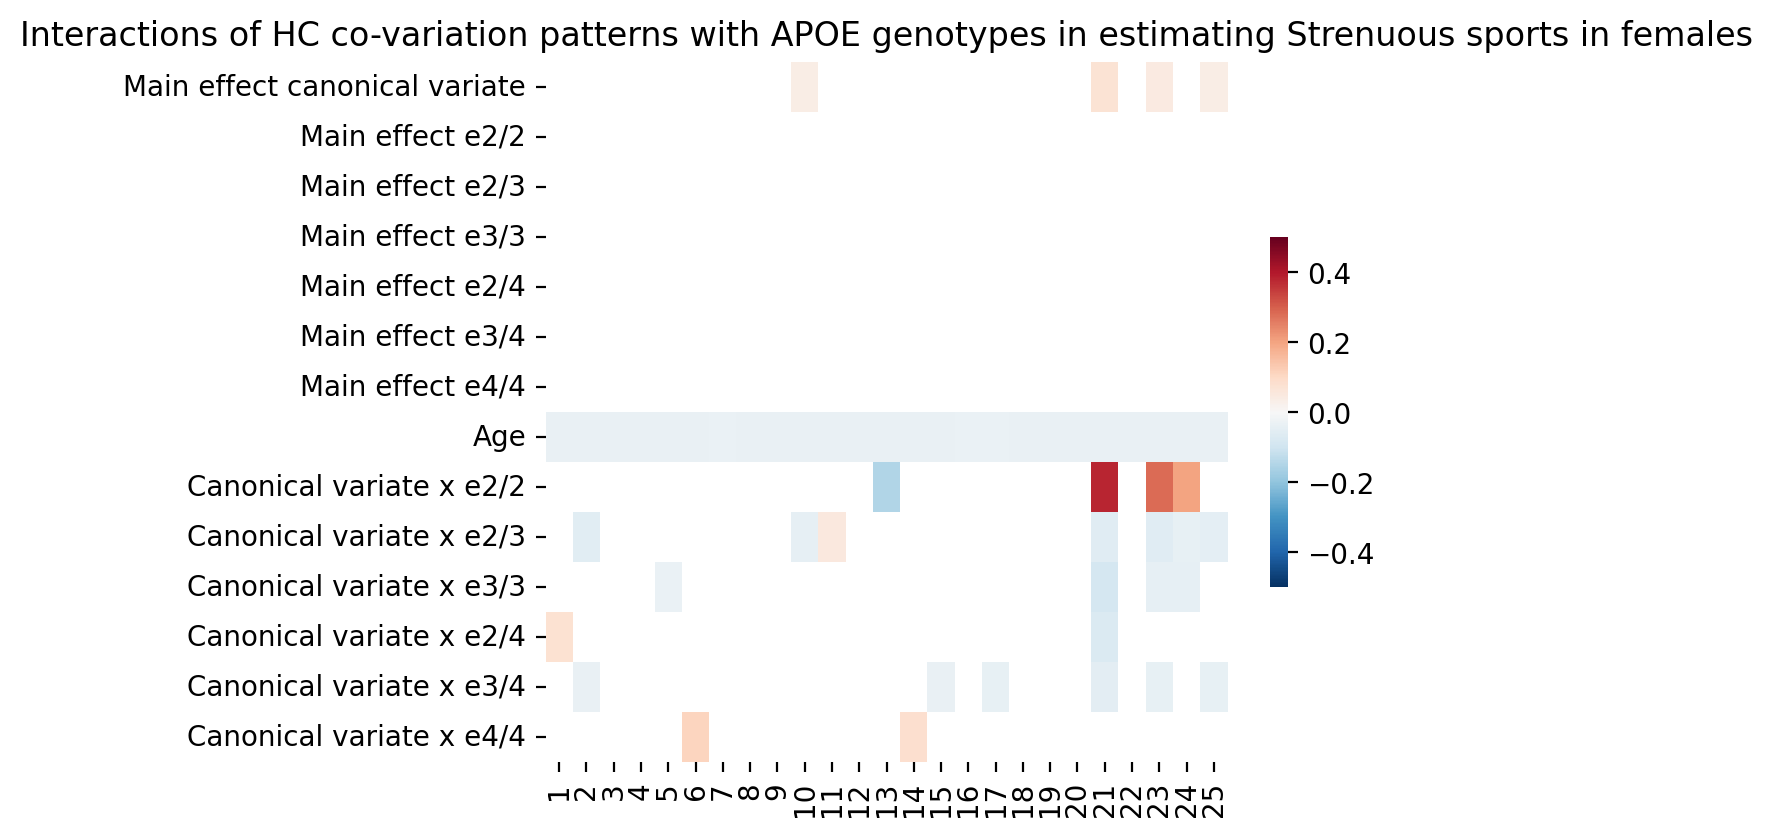 Interactions of HC co-variation patterns with APOE genotypes in estimating Strenuous sports in females
Main effect canonical variate
Main effect e2/2
Main effect e2/3
Main effect e3/3
Main effect e2/4
Main effect e3/4
Main effect e4/4
Age
Canonical variate x e2/2
Canonical variate x e2/3
Canonical variate x e3/3
Canonical variate x e2/4
Canonical variate x e3/4
Canonical variate x e4/4
1 2 3 4 5 6 7 8 9 10 11 12 13 14 15 16 17 18 19 20 21 22 23 24 25
0.4
0.2
0.0
−0.2
−0.4